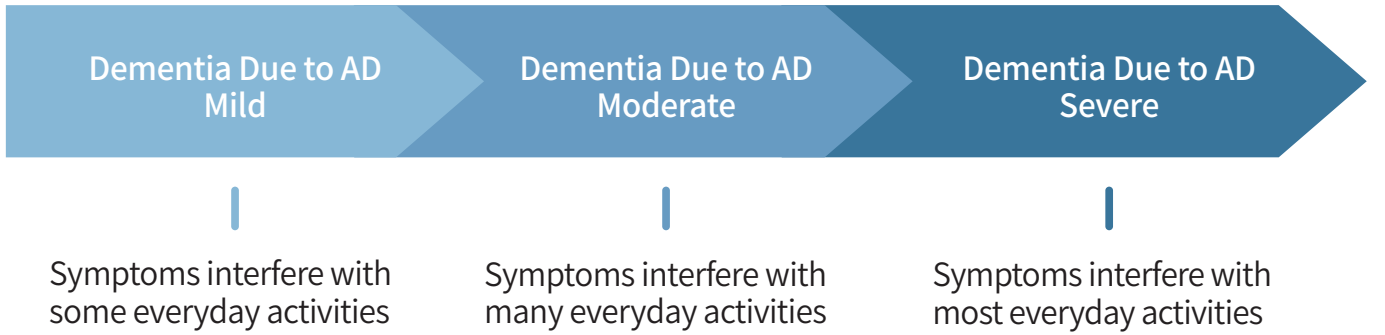 Dementia Due to AD
Mild
Dementia Due to AD
Moderate
Dementia Due to AD
Severe
Symptoms interfere with
some everyday activities
Symptoms interfere with
many everyday activities
Symptoms interfere with
most everyday activities